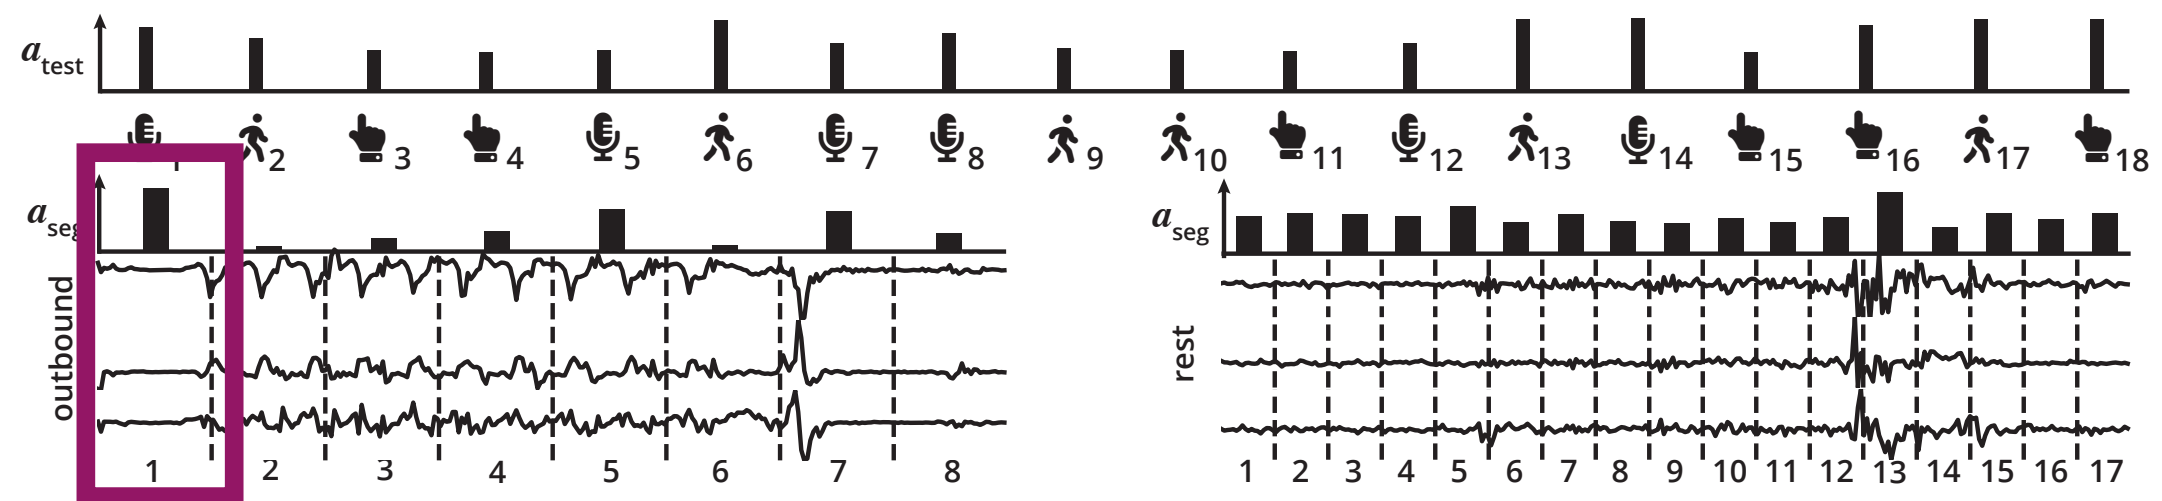 a test
2 3 4 5 6 7 8 9 10 11 12 13 14 15 16 17 18
a seg
a seg
outbound
rest
1 2 3 4 5 6 7 8
1 2 3 4 5 6 7 8 9 10 11 12 13 14 15 16 17